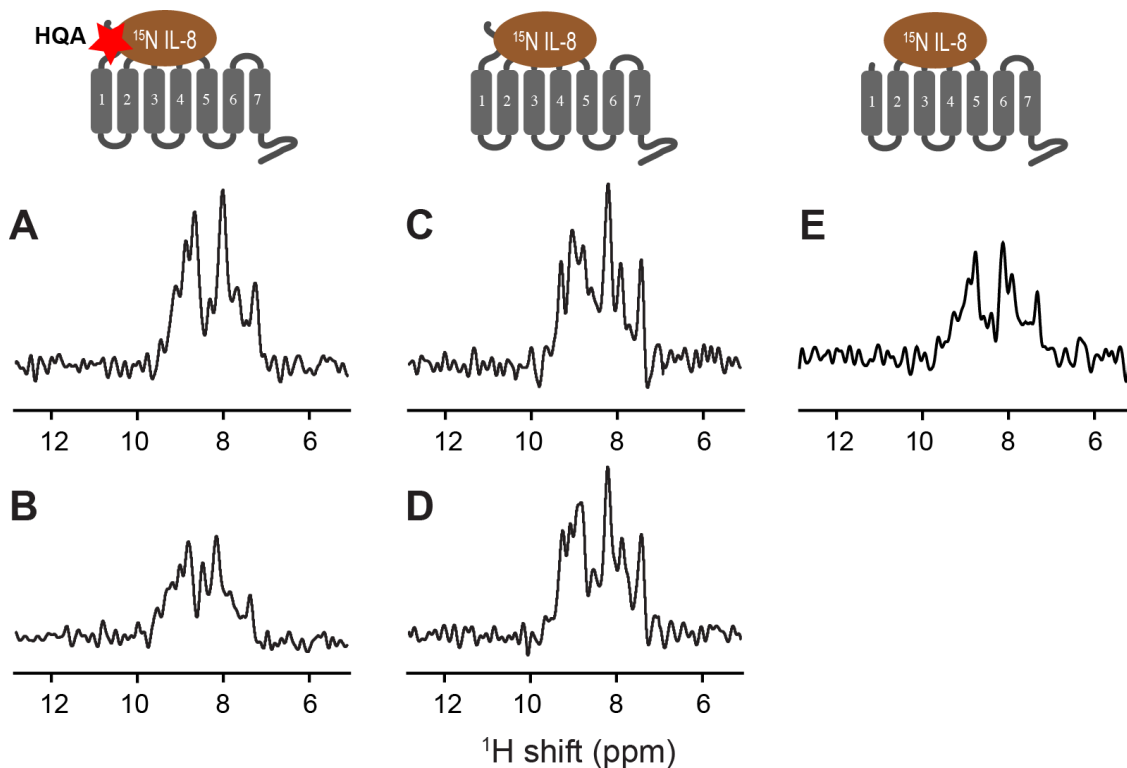 HQA ¹⁵N IL-8 ¹⁵N IL-8 ¹⁵N IL-8
1 2 3 4 5 6 7 1 2 3 4 5 6 7 1 2 3 4 5 6 7
A C E
12 10 8 6 12 10 8 6 12 10 8 6
B D
12 10 8 6 12 10 8 6
¹H shift (ppm)